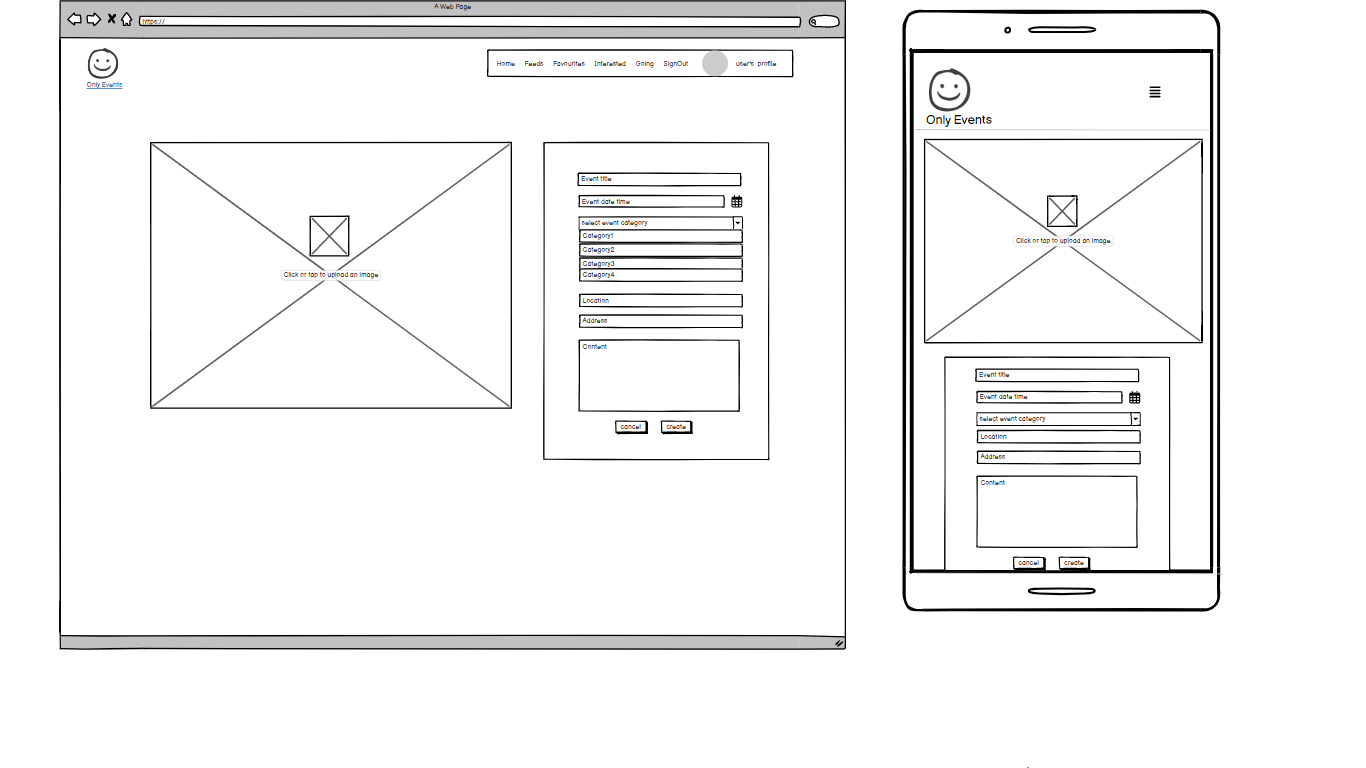 A Web Page
https://
Only Events
Home Feeds Favourites Interested Going SignOut user's profile
Click or tap to upload an image
Event title
Event date time
select event category
Category1
Category2
Category3
Category4
Location
Address
Content
cancel create
Only Events
Click or tap to upload an image
Event title
Event date time
select event category
Location
Address
Content
cancel create